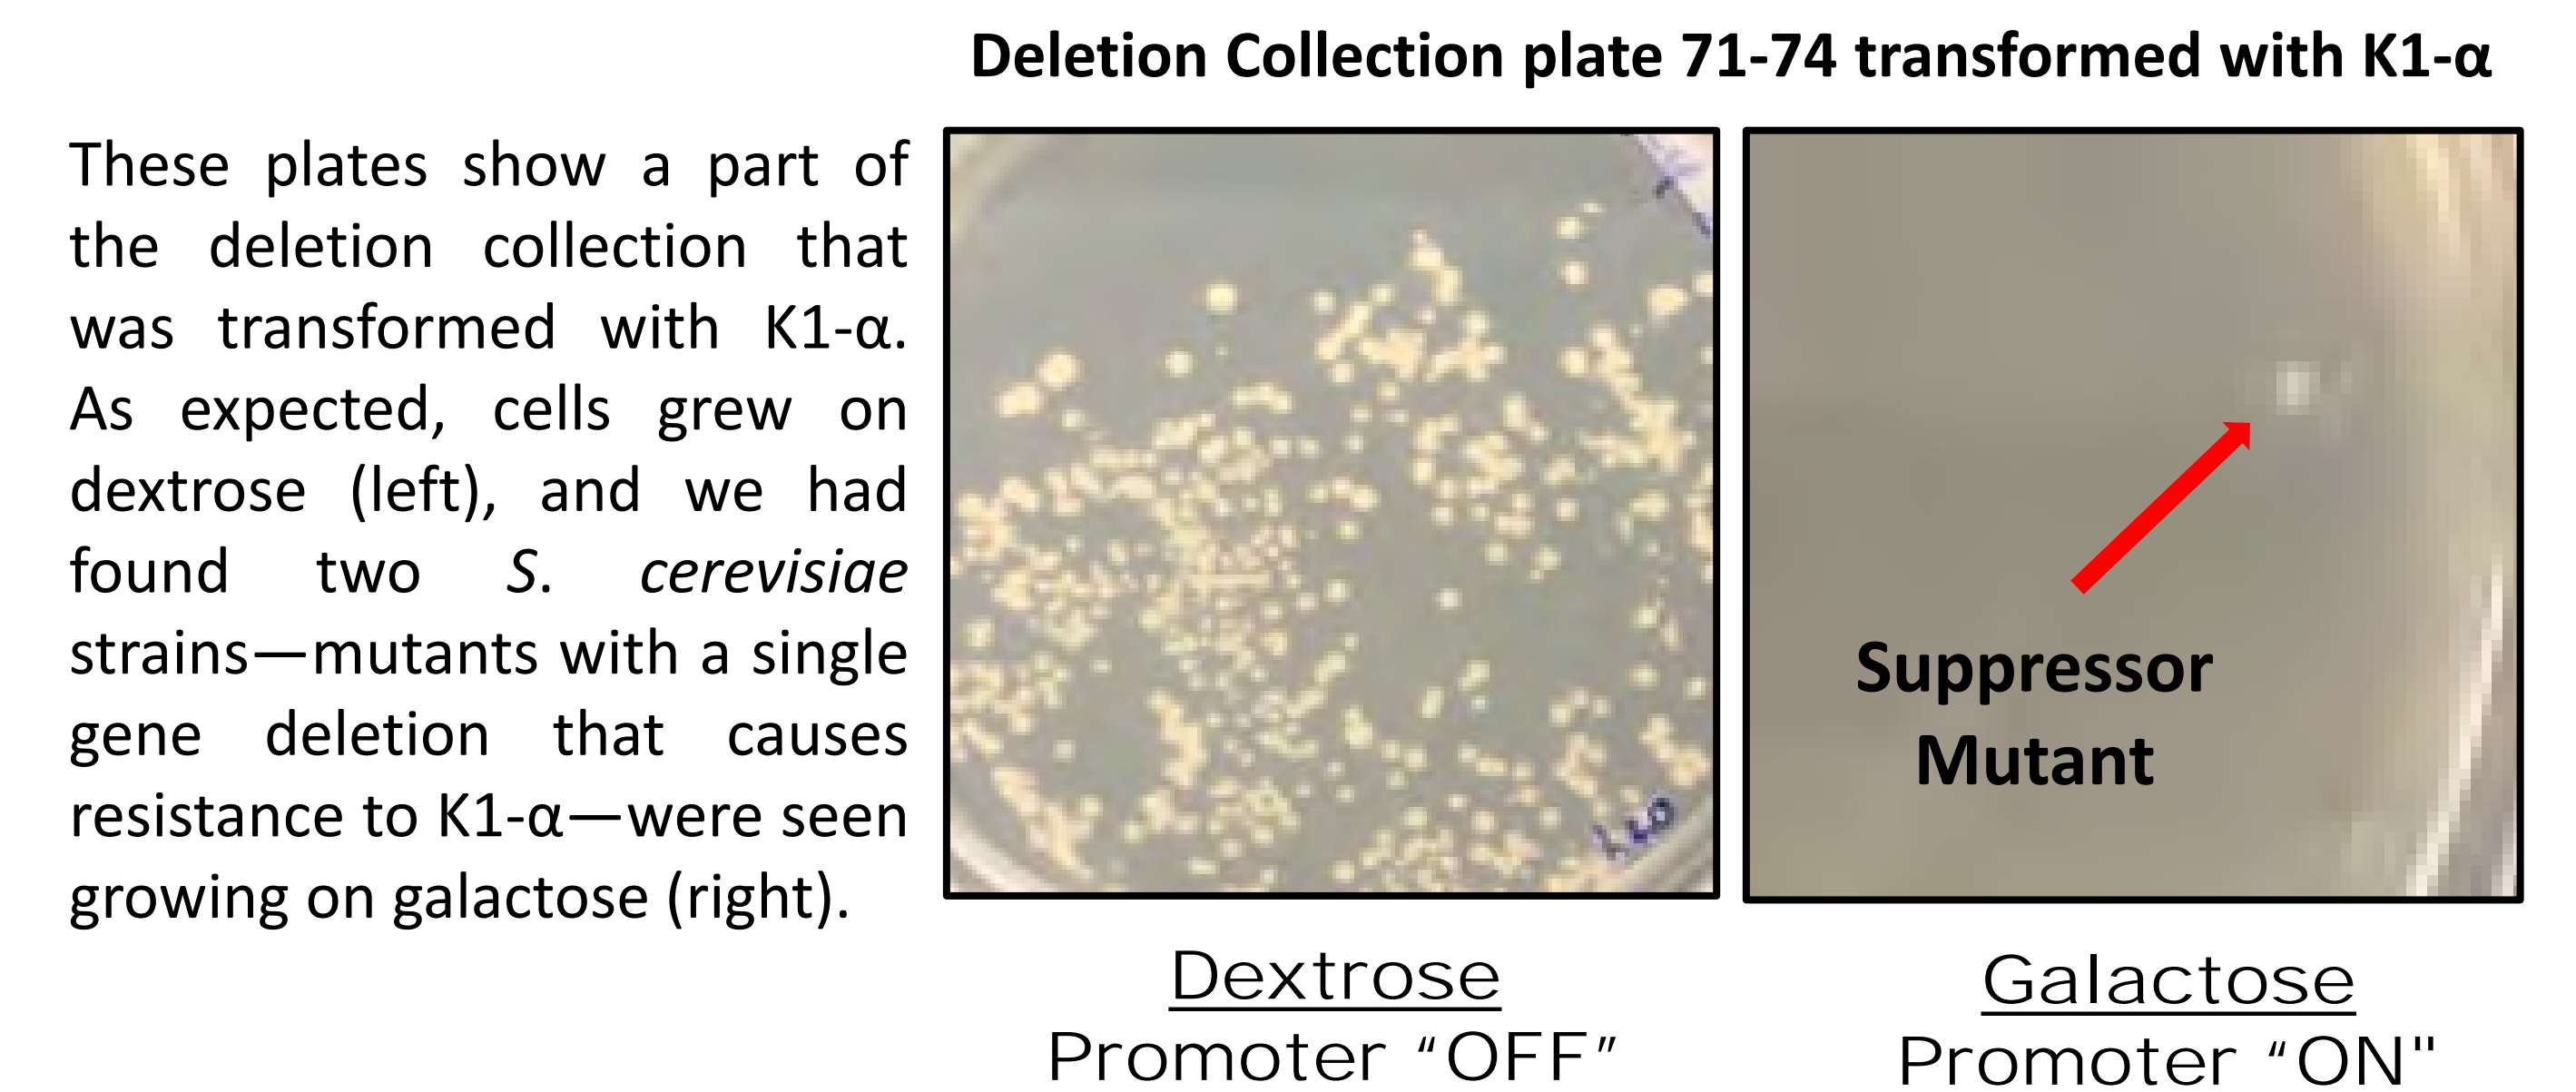 Deletion Collection plate 71-74 transformed with K1-α
These plates show a part of
the deletion collection that
was transformed with K1-α.
As expected, cells grew on
dextrose (left), and we had
found two S. cerevisiae
strains—mutants with a single
gene deletion that causes
resistance to K1-α—were seen
growing on galactose (right).
Suppressor
Mutant
Dextrose
Promoter “OFF”
Galactose
Promoter “ON"